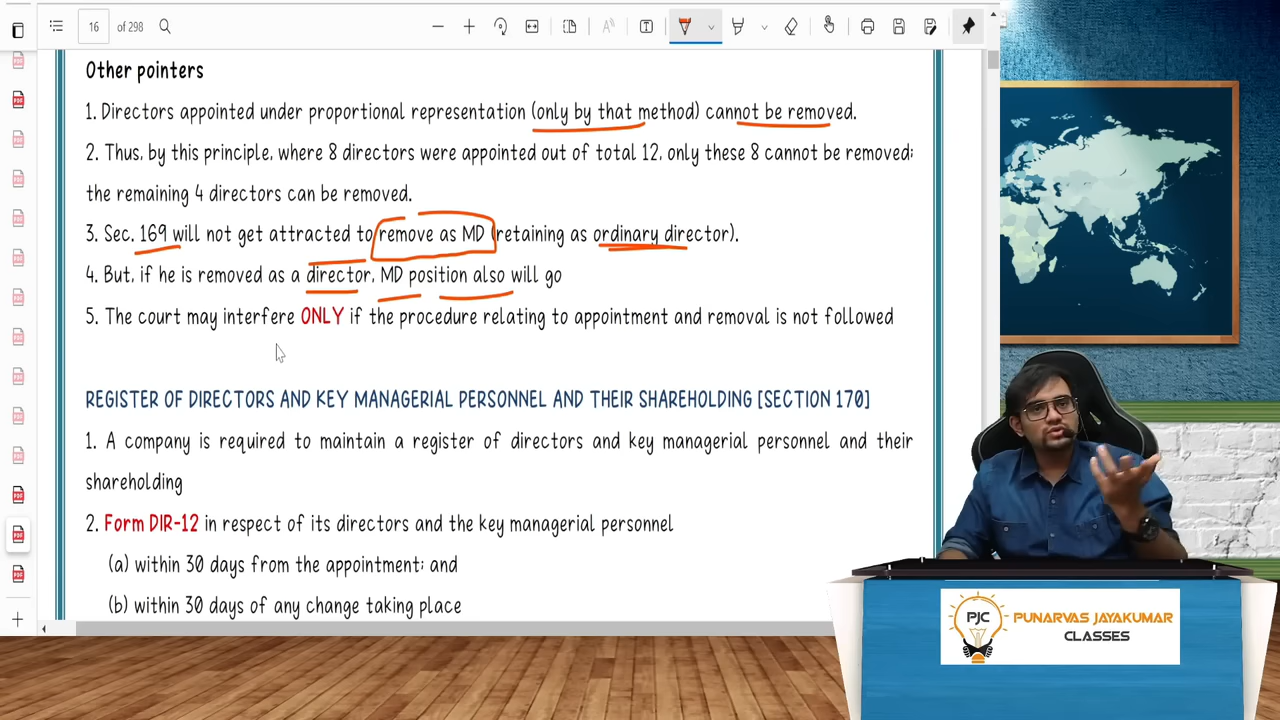 16 of 298
Other pointers
1. Directors appointed under proportional representation (only by that method) cannot be removed.
2. Thus, by this principle, where 8 directors were appointed out of total 12, only these 8 cannot be removed;
the remaining 4 directors can be removed.
3. Sec. 169 will not get attracted to remove as MD (retaining as ordinary director).
4. But, if he is removed as a director, MD position also will go
5. The court may interfere ONLY if the procedure relating to appointment and removal is not followed
REGISTER OF DIRECTORS AND KEY MANAGERIAL PERSONNEL AND THEIR SHAREHOLDING [SECTION 170]
1. A company is required to maintain a register of directors and key managerial personnel and their
shareholding
2. Form DIR-12 in respect of its directors and the key managerial personnel
(a) within 30 days from the appointment; and
(b) within 30 days of any change taking place
PJC
PUNARVAS JAYAKUMAR
CLASSES